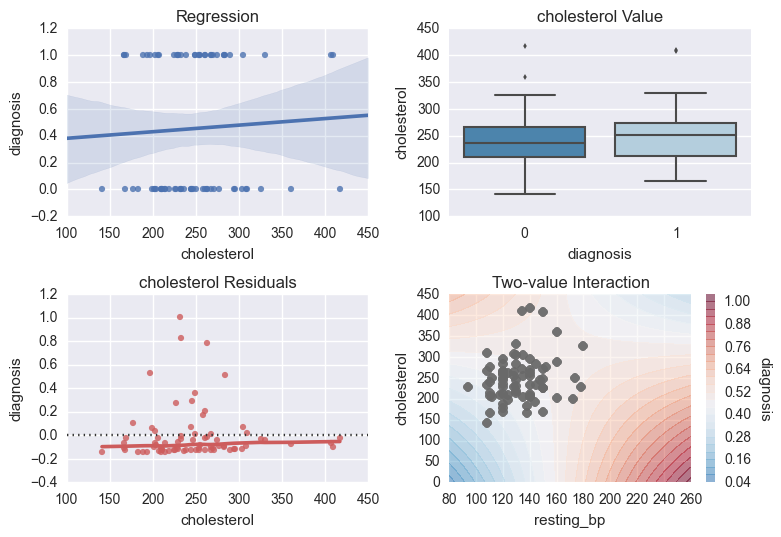 Regression
1.2
1.0
0.8
0.6
0.4
0.2
0.0
−0.2
diagnosis
100 150 200 250 300 350 400 450
cholesterol
cholesterol Value
450
400
350
300
250
200
150
100
cholesterol
0 1
diagnosis
cholesterol Residuals
1.2
1.0
0.8
0.6
0.4
0.2
0.0
−0.2
−0.4
diagnosis
100 150 200 250 300 350 400 450
cholesterol
Two-value Interaction
450
400
350
300
250
200
150
100
50
0
cholesterol
80 100 120 140 160 180 200 220 240 260
resting_bp
1.00
0.88
0.76
0.64
0.52
0.40
0.28
0.16
0.04
diagnosis